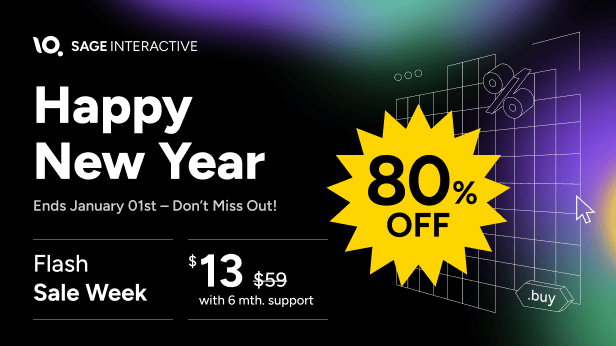 SAGE INTERACTIVE
Happy
New Year
Ends January 01st – Don't Miss Out!
Flash
Sale Week
$13 $59
with 6 mth. support
80%
OFF
.buy